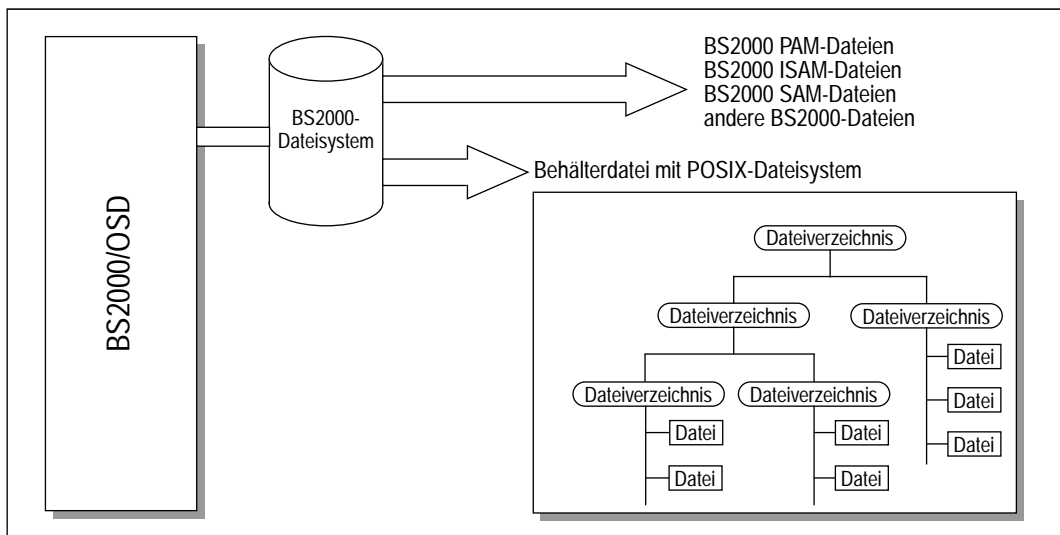 BS2000/OSD
BS2000-
Dateisystem
BS2000 PAM-Dateien
BS2000 ISAM-Dateien
BS2000 SAM-Dateien
andere BS2000-Dateien
Behälterdatei mit POSIX-Dateisystem
Dateiverzeichnis
Dateiverzeichnis
Dateiverzeichnis
Datei
Datei
Datei
Dateiverzeichnis
Dateiverzeichnis
Datei
Datei
Datei
Datei